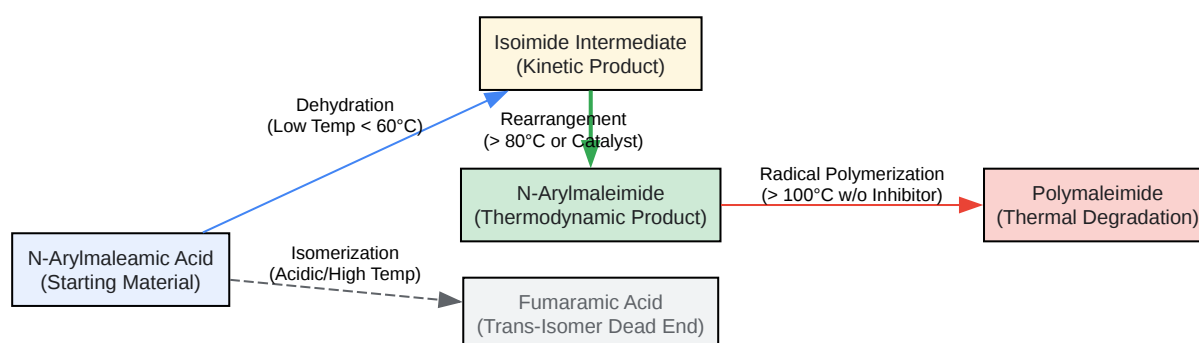 Isoimide Intermediate
(Kinetic Product)
Dehydration
(Low Temp < 60°C)
Rearrangement
(> 80°C or Catalyst)
N-Arylmaleimide
(Thermodynamic Product)
Radical Polymerization
(> 100°C w/o Inhibitor)
Polymaleimide
(Thermal Degradation)
N-Arylmaleamic Acid
(Starting Material)
Isomerization
(Acidic/High Temp)
Fumaramic Acid
(Trans-Isomer Dead End)